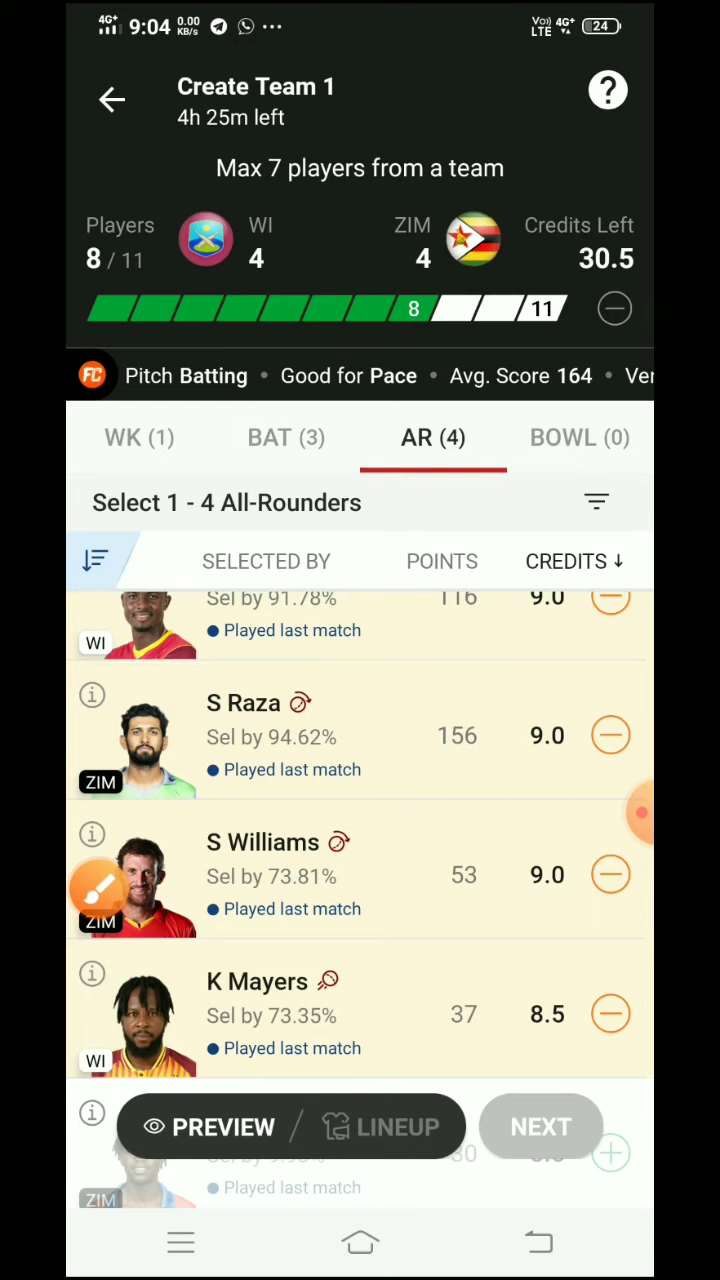 4G+ 9:04 0.00 KB/s ... Vo) LTE 4G+ 24
Create Team 1
4h 25m left
?
Max 7 players from a team
Players WI ZIM Credits Left
8 / 11 4 4 30.5
8 11
FC Pitch Batting • Good for Pace • Avg. Score 164 • Ver
WK (1) BAT (3) AR (4) BOWL (0)
Select 1 - 4 All-Rounders
SELECTED BY POINTS CREDITS ↓
Sel by 91.78% 116 9.0
Played last match
WI
S Raza
Sel by 94.62% 156 9.0
Played last match
ZIM
S Williams
Sel by 73.81% 53 9.0
Played last match
ZIM
K Mayers
Sel by 73.35% 37 8.5
Played last match
WI
PREVIEW / LINEUP NEXT
Played last match
ZIM